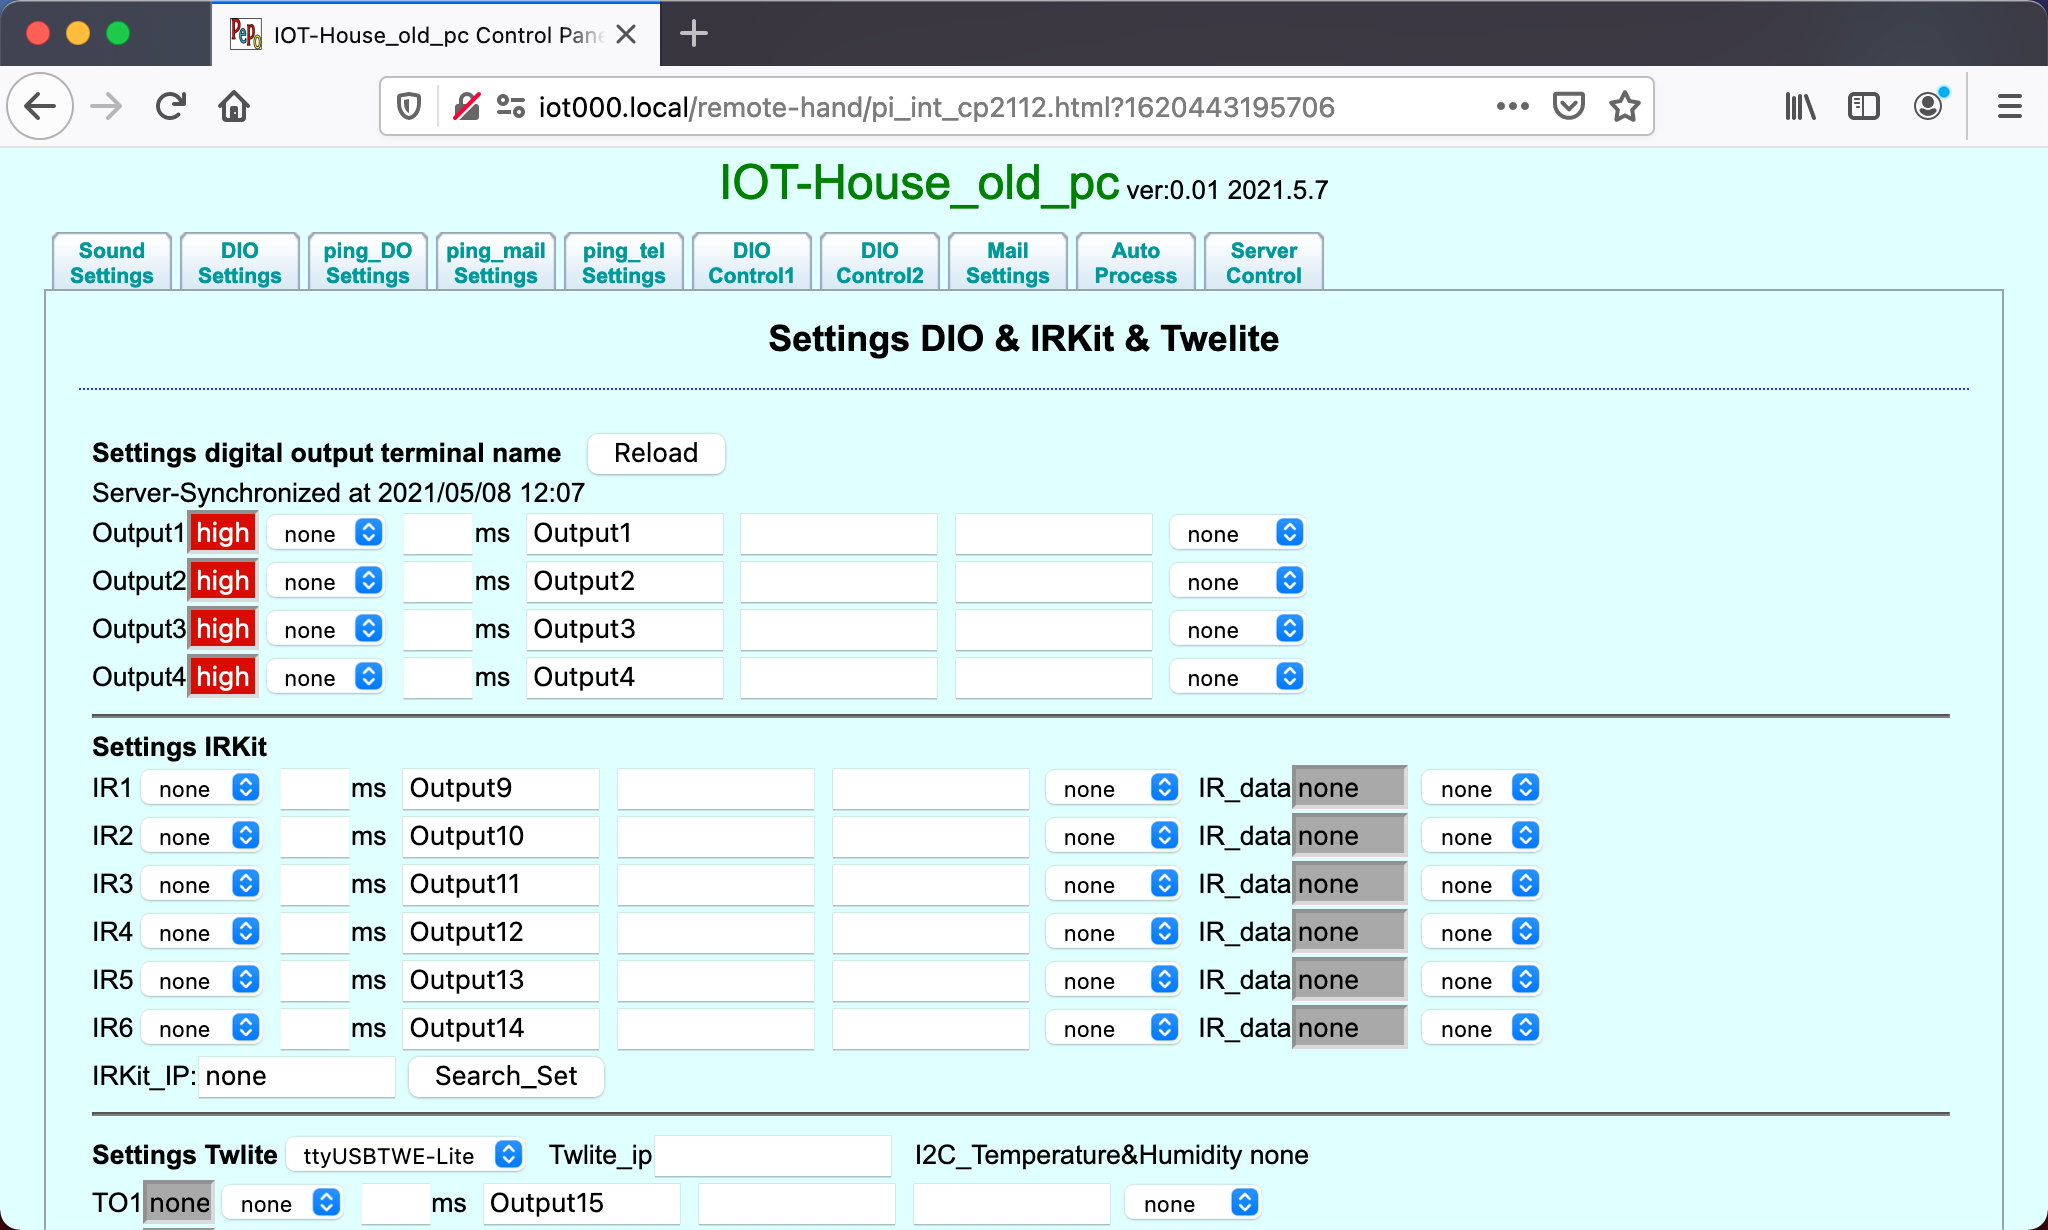 PePo IOT-House_old_pc Control Pane
iot000.local/remote-hand/pi_int_cp2112.html?1620443195706
IOT-House_old_pc ver:0.01 2021.5.7
Sound Settings
DIO Settings
ping_DO Settings
ping_mail Settings
ping_tel Settings
DIO Control1
DIO Control2
Mail Settings
Auto Process
Server Control
Settings DIO & IRKit & Twelite
Settings digital output terminal name Reload
Server-Synchronized at 2021/05/08 12:07
Output1 high none ms Output1 none
Output2 high none ms Output2 none
Output3 high none ms Output3 none
Output4 high none ms Output4 none
Settings IRKit
IR1 none ms Output9 none IR_data none none
IR2 none ms Output10 none IR_data none none
IR3 none ms Output11 none IR_data none none
IR4 none ms Output12 none IR_data none none
IR5 none ms Output13 none IR_data none none
IR6 none ms Output14 none IR_data none none
IRKit_IP: none Search_Set
Settings Twlite ttyUSBTWE-Lite Twlite_ip I2C_Temperature&Humidity none
TO1 none none ms Output15 none